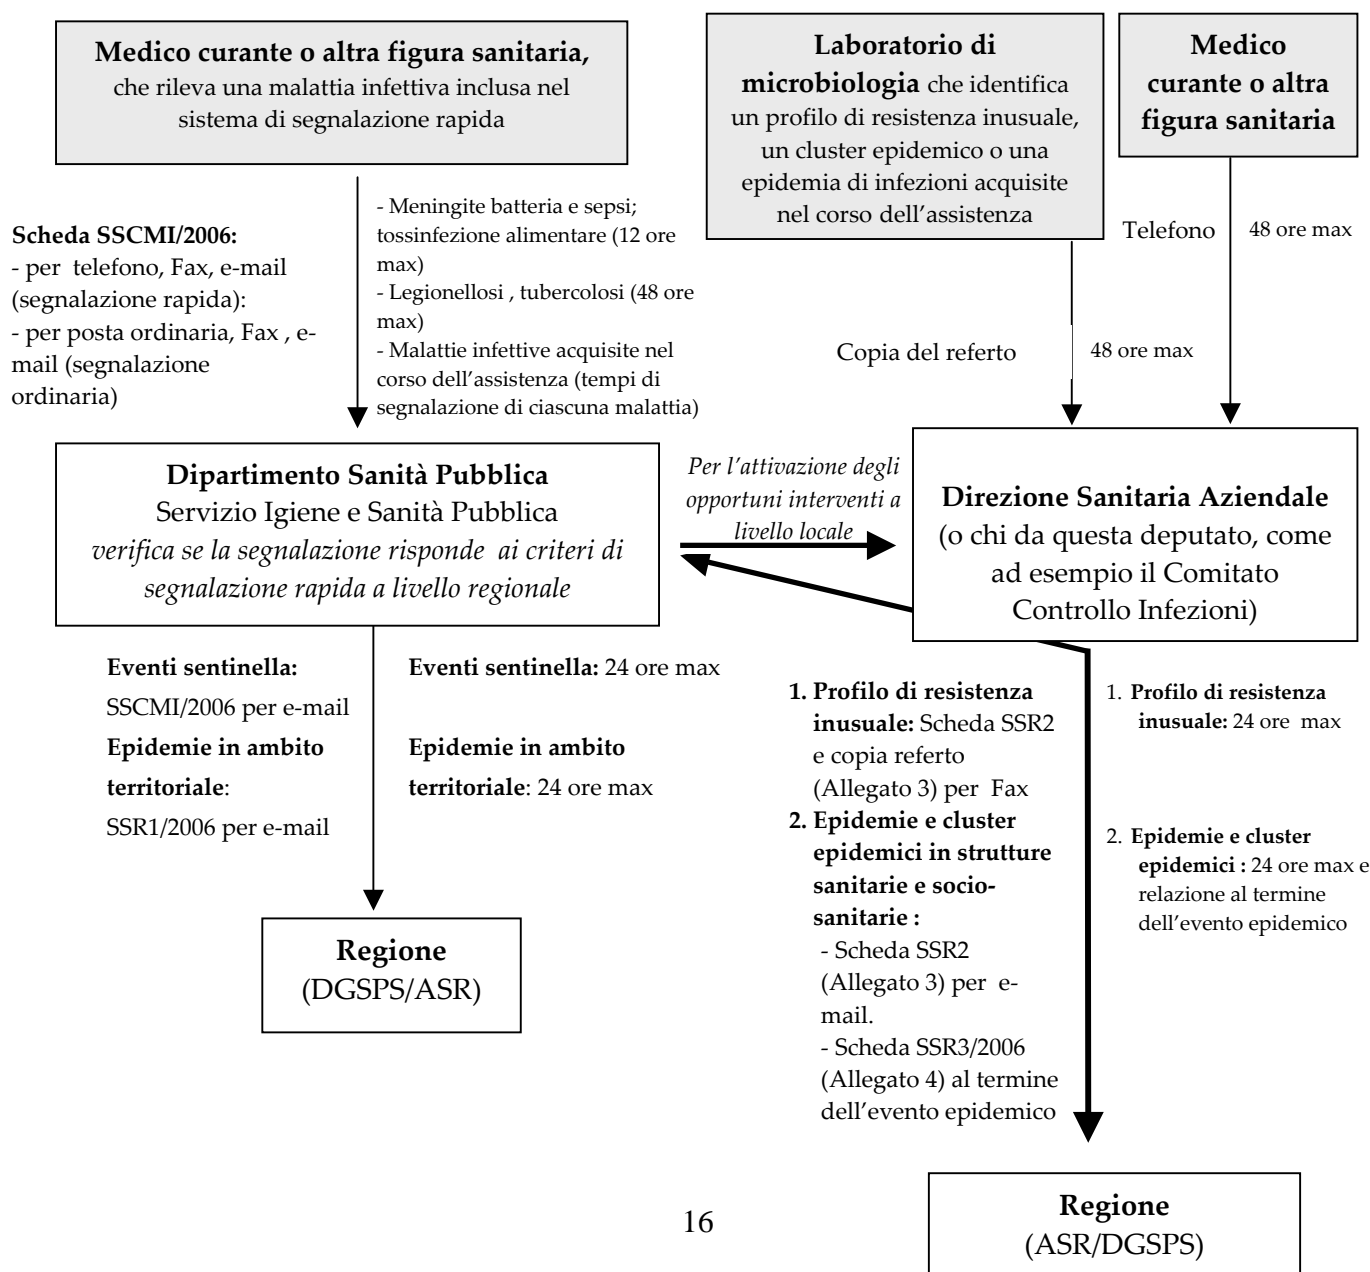 Medico curante o altra figura sanitaria,
che rileva una malattia infettiva inclusa nel
sistema di segnalazione rapida
Laboratorio di
microbiologia che identifica
un profilo di resistenza inusuale,
un cluster epidemico o una
epidemia di infezioni acquisite
nel corso dell’assistenza
Medico
curante o altra
figura sanitaria
Scheda SSCMI/2006:
- per telefono, Fax, e-mail
(segnalazione rapida):
- per posta ordinaria, Fax , e-
mail (segnalazione
ordinaria)
- Meningite batteria e sepsi;
tossinfezione alimentare (12 ore
max)
- Legionellosi , tubercolosi (48 ore
max)
- Malattie infettive acquisite nel
corso dell’assistenza (tempi di
segnalazione di ciascuna malattia)
Telefono
48 ore max
Copia del referto
48 ore max
Dipartimento Sanità Pubblica
Servizio Igiene e Sanità Pubblica
verifica se la segnalazione risponde ai criteri di
segnalazione rapida a livello regionale
Per l’attivazione degli
opportuni interventi a
livello locale
Direzione Sanitaria Aziendale
(o chi da questa deputato, come
ad esempio il Comitato
Controllo Infezioni)
Eventi sentinella:
SSCMI/2006 per e-mail
Epidemie in ambito
territoriale:
SSR1/2006 per e-mail
Eventi sentinella: 24 ore max
Epidemie in ambito
territoriale: 24 ore max
1. Profilo di resistenza
inusuale: Scheda SSR2
e copia referto
(Allegato 3) per Fax
2. Epidemie e cluster
epidemici in strutture
sanitarie e socio-
sanitarie :
- Scheda SSR2
(Allegato 3) per e-
mail.
- Scheda SSR3/2006
(Allegato 4) al termine
dell’evento epidemico
1. Profilo di resistenza
inusuale: 24 ore max
2. Epidemie e cluster
epidemici : 24 ore max e
relazione al termine
dell’evento epidemico
Regione
(DGSPS/ASR)
Regione
(ASR/DGSPS)
16